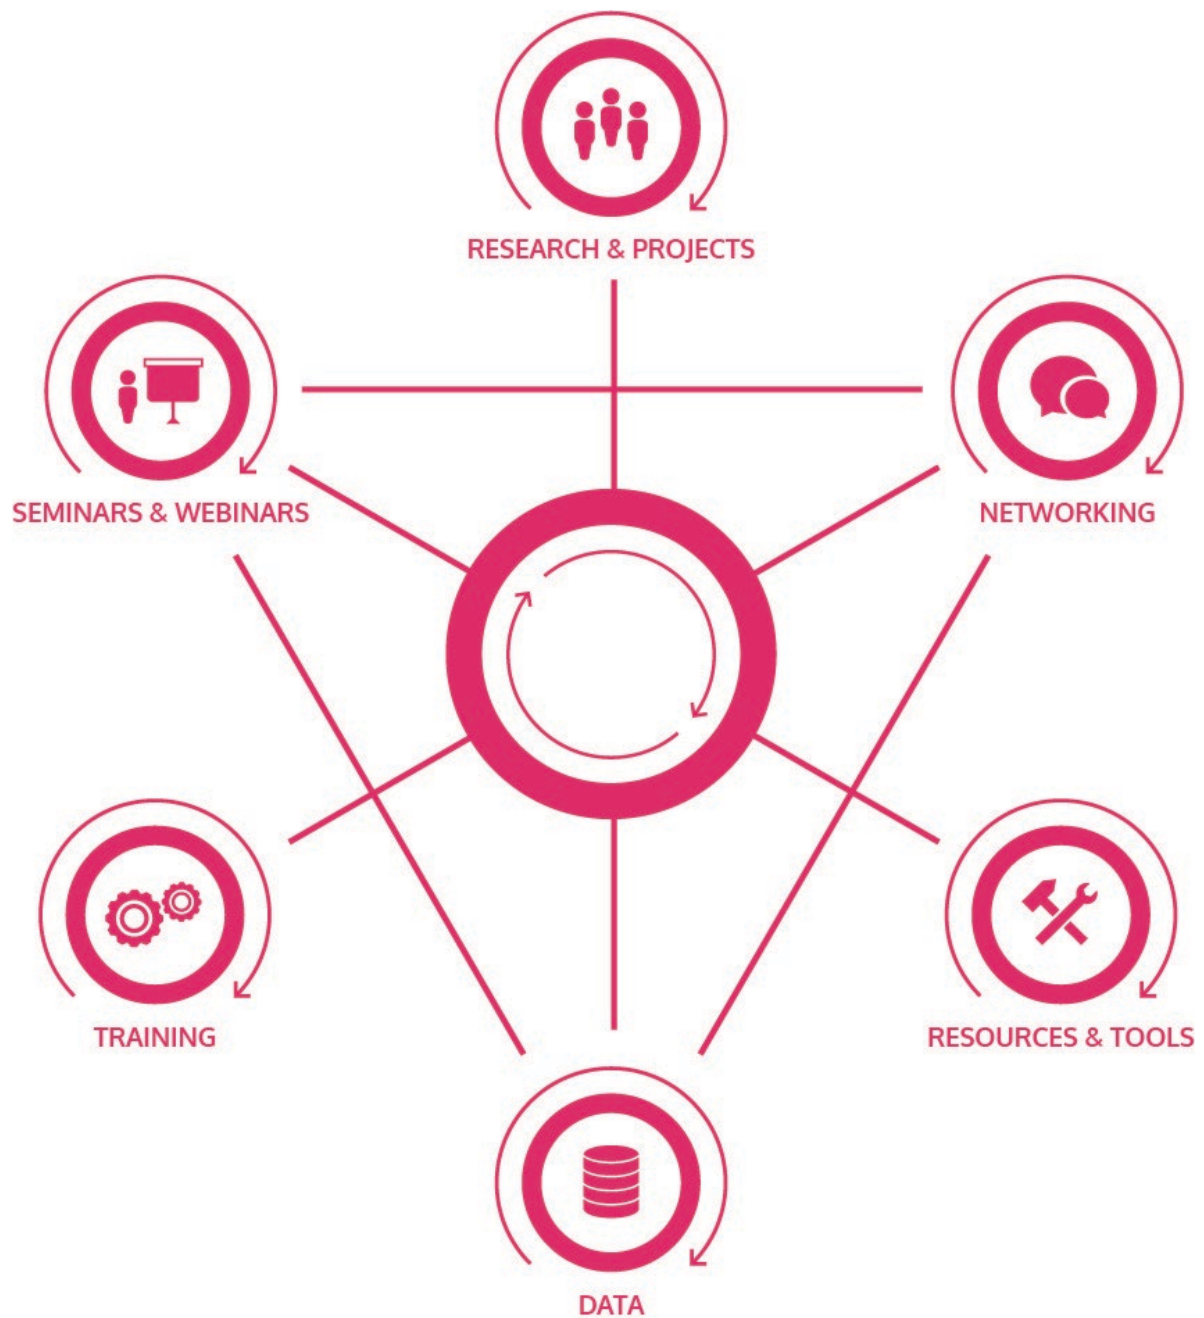 RESEARCH & PROJECTS
SEMINARS & WEBINARS
NETWORKING
TRAINING
RESOURCES & TOOLS
DATA